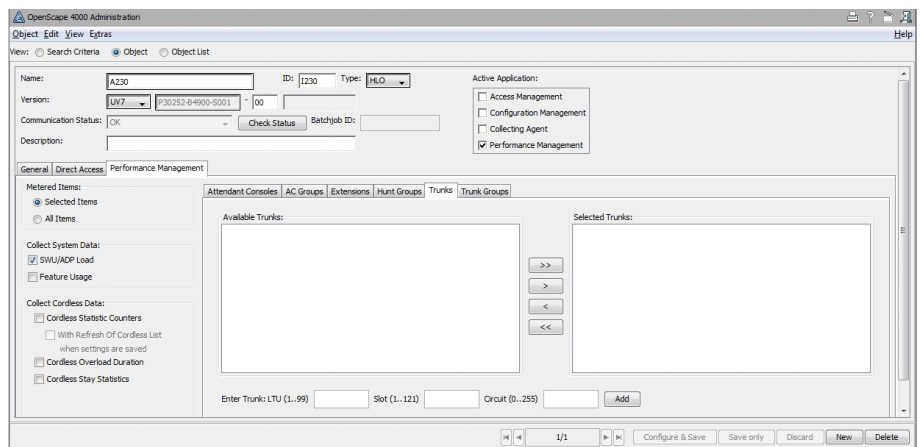 OpenScape 4000 Administration
Object Edit View Extras Help
View: Search Criteria Object Object List
Name: A230 ID: I230 Type: HLO Active Application:
Access Management
Version: UV7 P30252-B4900-S001 - 00
Configuration Management
Communication Status: OK Check Status Batchjob ID:
Collecting Agent
Description:
Performance Management
General Direct Access Performance Management
Metered Items:
Selected Items
All Items
Collect System Data:
SWU/ADP Load
Feature Usage
Collect Cordless Data:
Cordless Statistic Counters
With Refresh Of Cordless List
when settings are saved
Cordless Overload Duration
Cordless Stay Statistics
Attendant Consoles AC Groups Extensions Hunt Groups Trunks Trunk Groups
Available Trunks: Selected Trunks:
>>
>
<
<<
Enter Trunk: LTU (1..99) Slot (1..121) Circuit (0..255) Add
1/1 Configure & Save Save only Discard New Delete